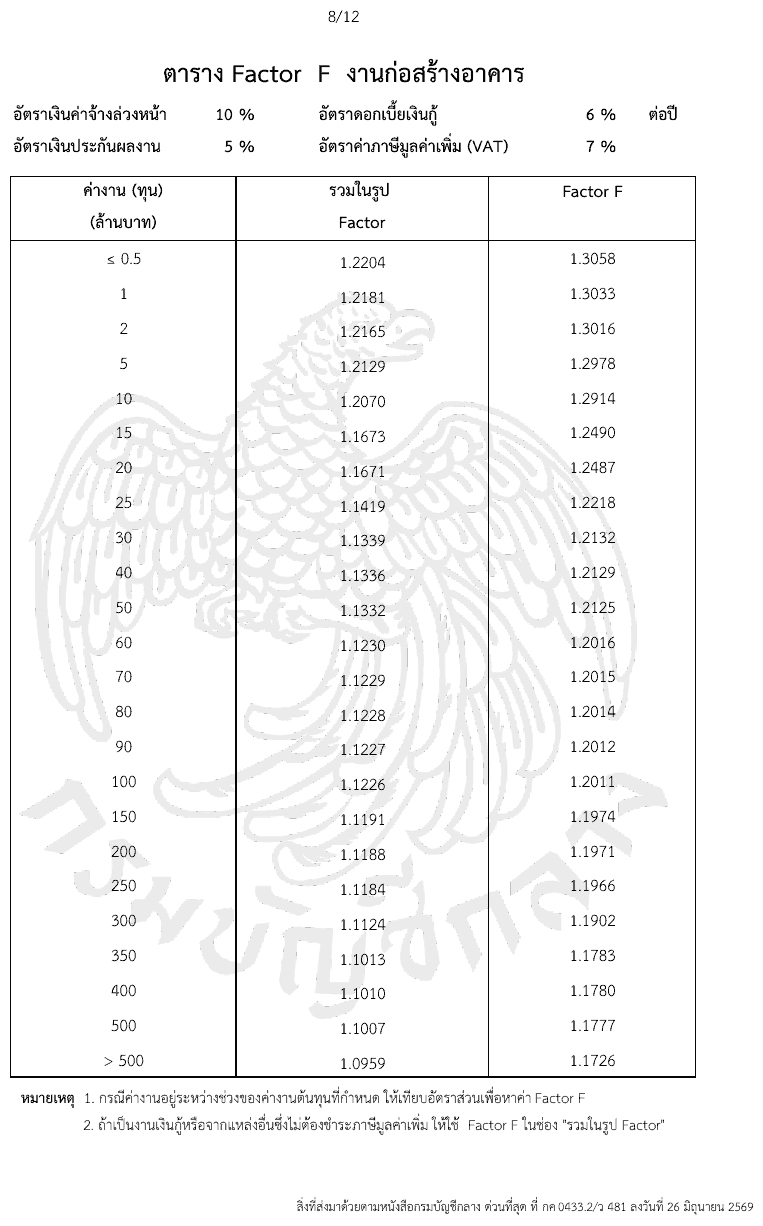 8/12
ตาราง Factor F งานก่อสร้างอาคาร
อัตราเงินค่าจ้างล่วงหน้า 10 % อัตราดอกเบี้ยเงินกู้ 6 % ต่อปี
อัตราเงินประกันผลงาน 5 % อัตราค่าภาษีมูลค่าเพิ่ม (VAT) 7 %
ค่างาน (ทุน) รวมในรูป Factor F
(ล้านบาท) Factor
≤ 0.5 1.2204 1.3058
1 1.2181 1.3033
2 1.2165 1.3016
5 1.2129 1.2978
10 1.2070 1.2914
15 1.1673 1.2490
20 1.1671 1.2487
25 1.1419 1.2218
30 1.1339 1.2132
40 1.1336 1.2129
50 1.1332 1.2125
60 1.1230 1.2016
70 1.1229 1.2015
80 1.1228 1.2014
90 1.1227 1.2012
100 1.1226 1.2011
150 1.1191 1.1974
200 1.1188 1.1971
250 1.1184 1.1966
300 1.1124 1.1902
350 1.1013 1.1783
400 1.1010 1.1780
500 1.1007 1.1777
> 500 1.0959 1.1726
กรมบัญชีกลาง
หมายเหตุ 1. กรณีค่างานอยู่ระหว่างช่วงของค่างานต้นทุนที่กำหนด ให้เทียบอัตราส่วนเพื่อหาค่า Factor F
2. ถ้าเป็นงานเงินกู้หรือจากแหล่งอื่นซึ่งไม่ต้องชำระภาษีมูลค่าเพิ่ม ให้ใช้ Factor F ในช่อง "รวมในรูป Factor"
สิ่งที่ส่งมาด้วยตามหนังสือกรมบัญชีกลาง ด่วนที่สุด ที่ กค 0433.2/ว 481 ลงวันที่ 26 มิถุนายน 2569